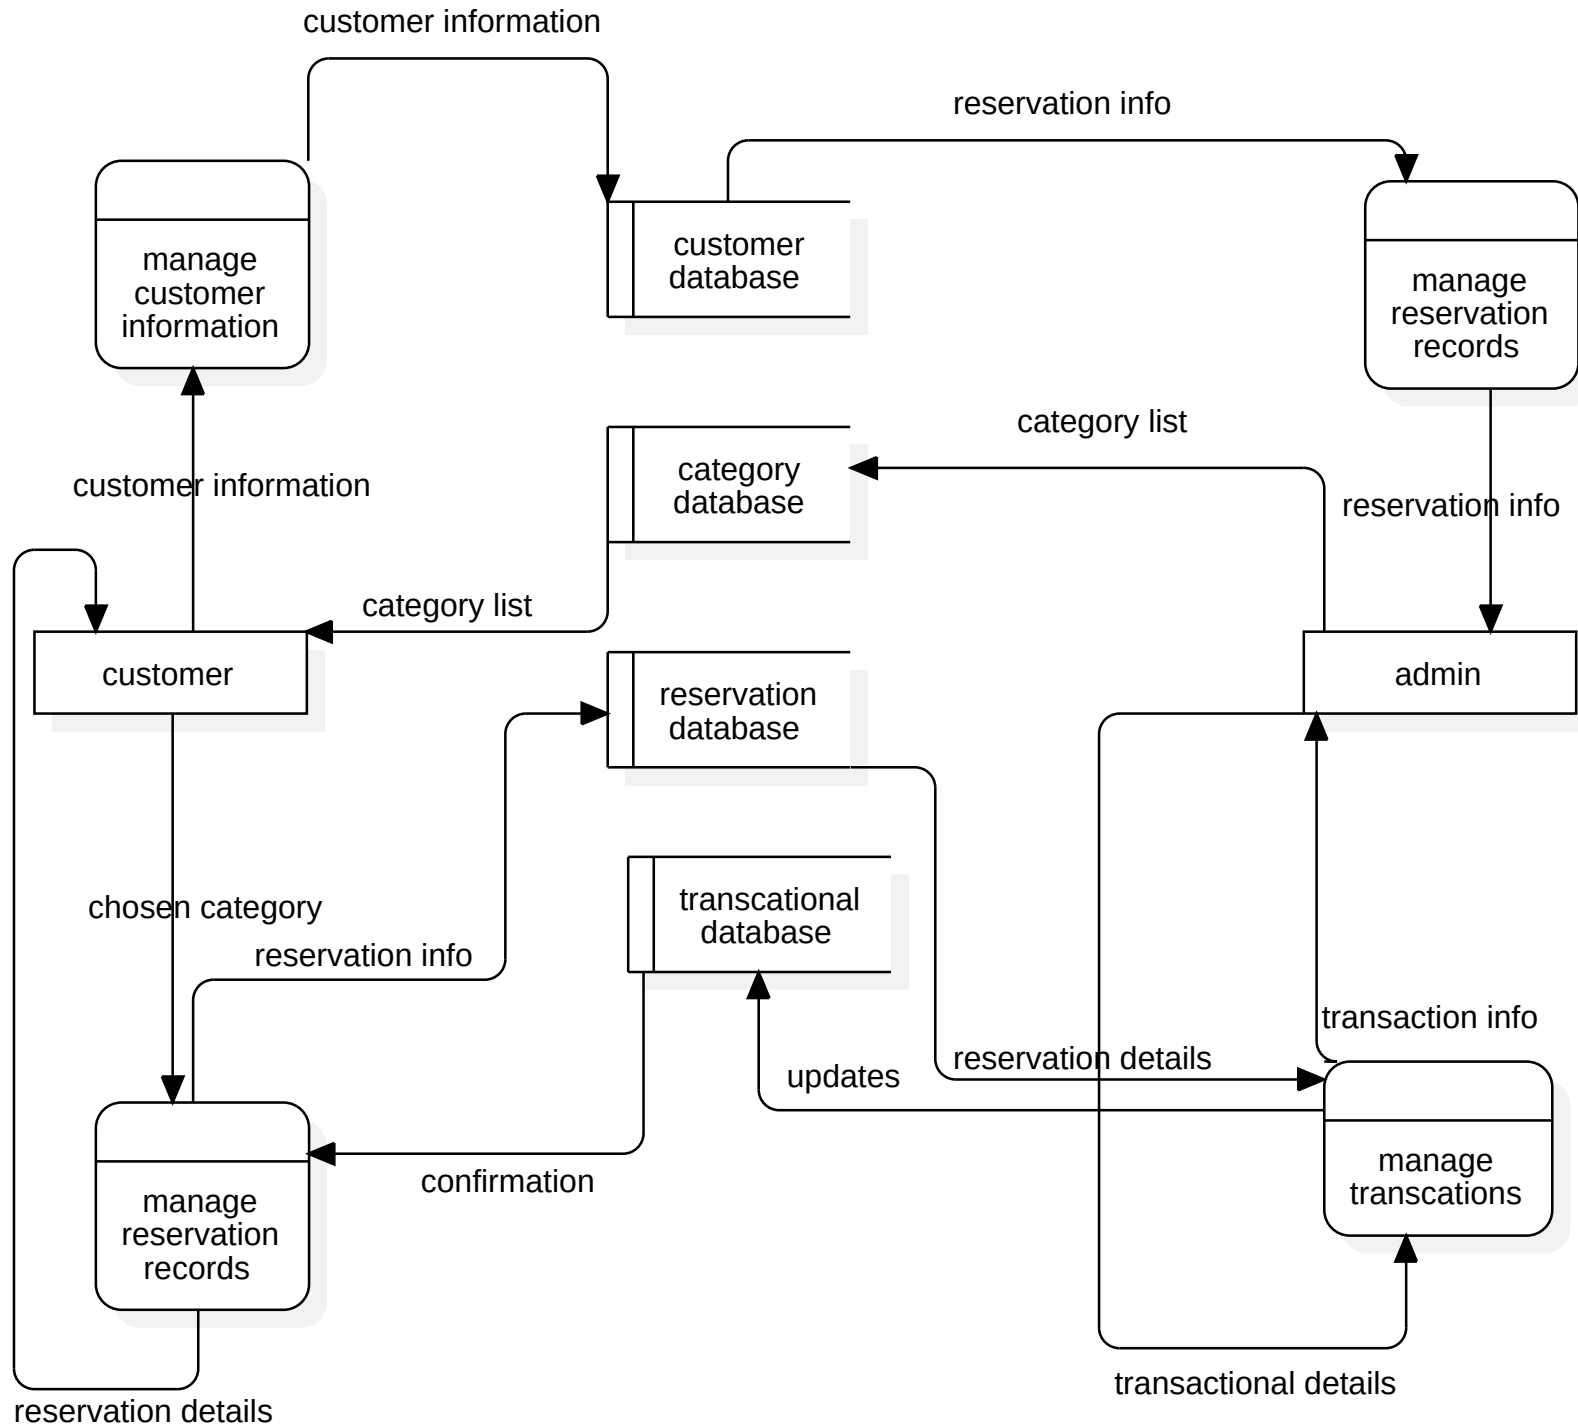 customer information
reservation info
manage
customer
information
customer
database
manage
reservation
records
category list
category
database
customer information
reservation info
category list
customer
reservation
database
admin
chosen category
transcational
database
reservation info
transaction info
reservation details
updates
confirmation
manage
transcations
manage
reservation
records
transactional details
reservation details